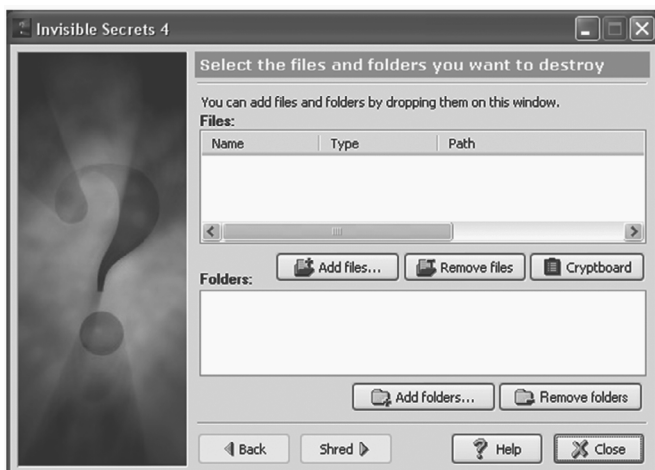 Invisible Secrets 4
Select the files and folders you want to destroy
You can add files and folders by dropping them on this window.
Files:
Name Type Path
Add files... Remove files Cryptboard
Folders:
Add folders... Remove folders
Back Shred Help Close